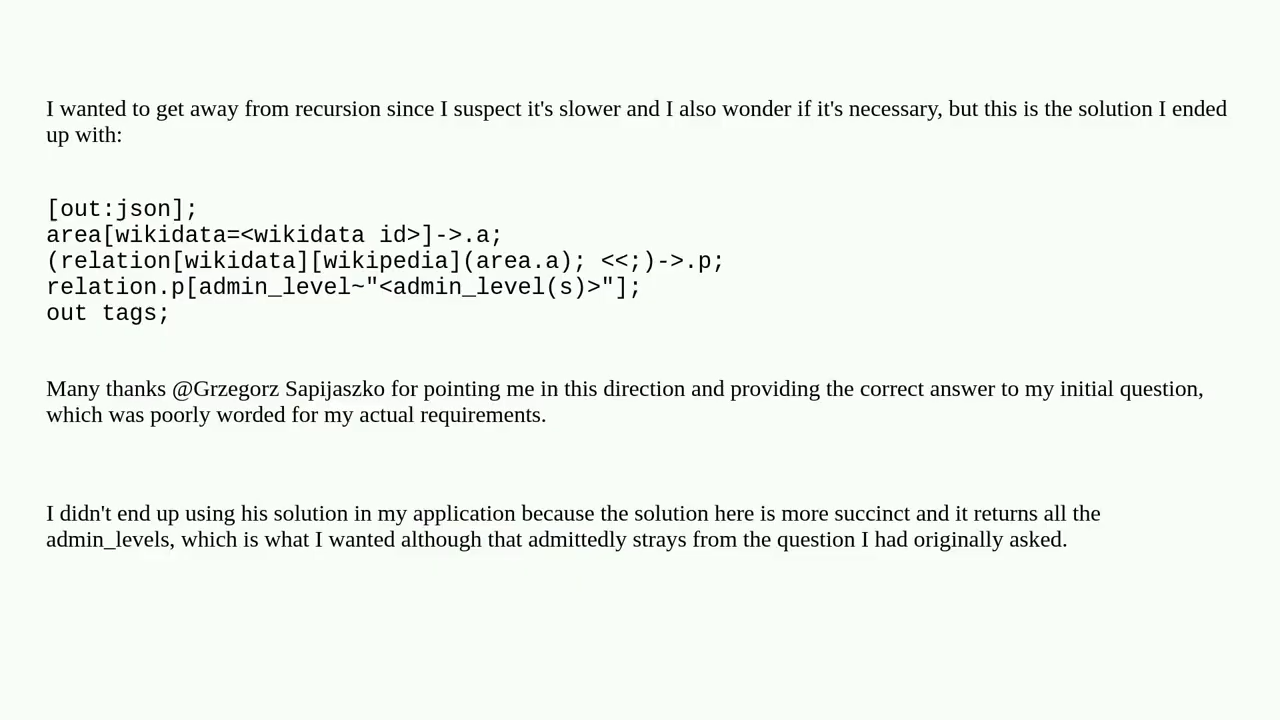 I wanted to get away from recursion since I suspect it's slower and I also wonder if it's necessary, but this is the solution I ended
up with:
[out:json];
area[wikidata=<wikidata id>]->.a;
(relation[wikidata][wikipedia](area.a); <<;)->.p;
relation.p[admin_level~"<admin_level(s)>"];
out tags;
Many thanks @Grzegorz Sapijaszko for pointing me in this direction and providing the correct answer to my initial question,
which was poorly worded for my actual requirements.
I didn't end up using his solution in my application because the solution here is more succinct and it returns all the
admin_levels, which is what I wanted although that admittedly strays from the question I had originally asked.